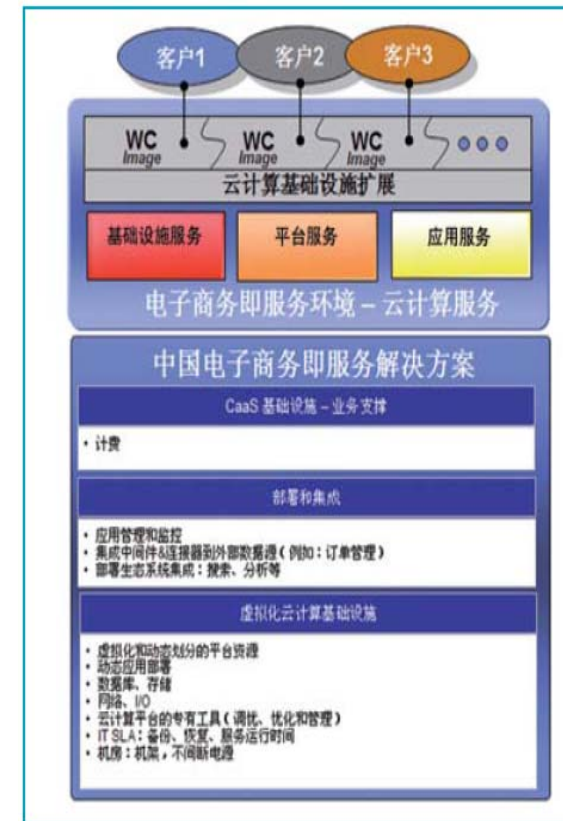 客户1 客户2 客户3
WC WC WC
Image Image Image
云计算基础设施扩展
基础设施服务 平台服务 应用服务
电子商务即服务环境 – 云计算服务
中国电子商务即服务解决方案
CaaS 基础设施 – 业务支撑
• 计费
部署和集成
• 应用管理和监控
• 集成中间件&连接器到外部数据源(例如:订单管理)
• 部署生态系统集成:搜索、分析等
虚拟化云计算基础设施
• 虚拟化和动态划分的平台资源
• 动态应用部署
• 数据库、存储
• 网络、I/O
• 云计算平台的专有工具(调优、优化和管理)
• IT SLA:备份、恢复、服务运行时间
• 机房:机架,不间断电源